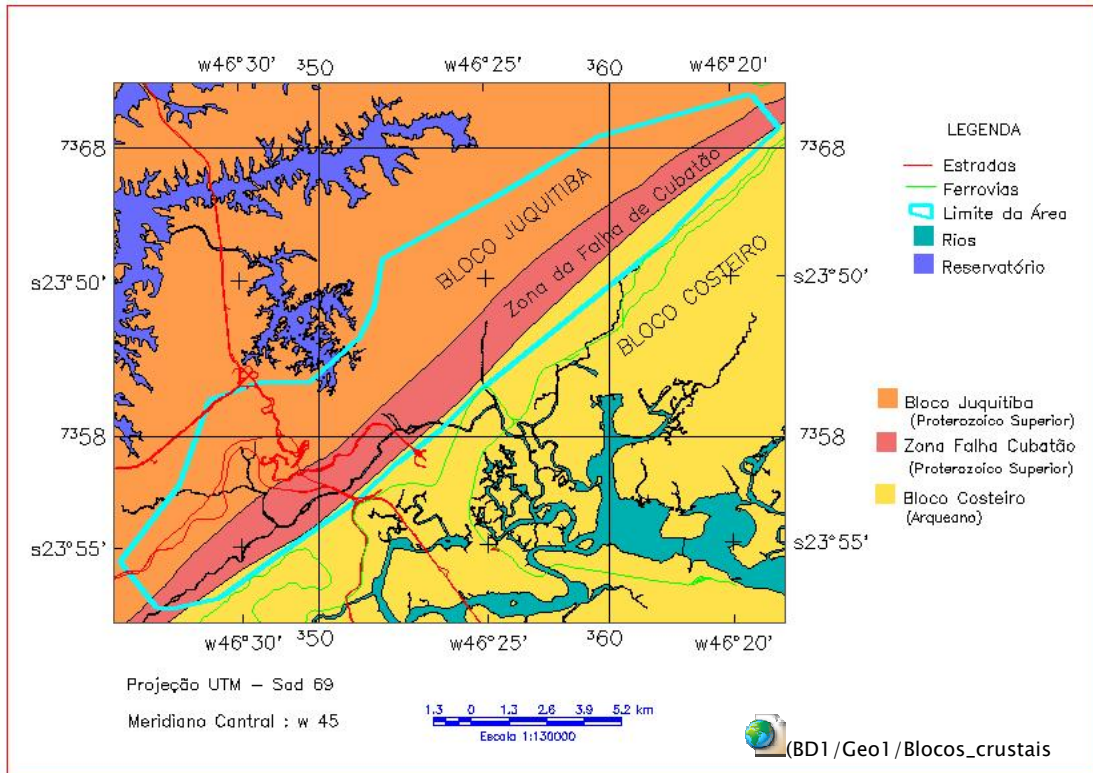 w46°30' ³50 w46°25' ³60 w46°20'
7³68 7³68
s23°50' s23°50'
7³58 7³58
s23°55' s23°55'
w46°30' ³50 w46°25' ³60 w46°20'
BLOCO JUQUITIBA
Zona da Falha de Cubatão
BLOCO COSTEIRO
LEGENDA
Estradas
Ferrovias
Limite da Área
Rios
Reservatório
Bloco Juquitiba
(Proterozoico Superior)
Zona Falha Cubatão
(Proterozoico Superior)
Bloco Costeiro
(Arqueano)
Projeção UTM – Sad 69
Meridiano Cantral : w 45
1.3 0 1.3 2.6 3.9 5.2 km
Escala 1:130000
(BD1/Geo1/Blocos_crustais